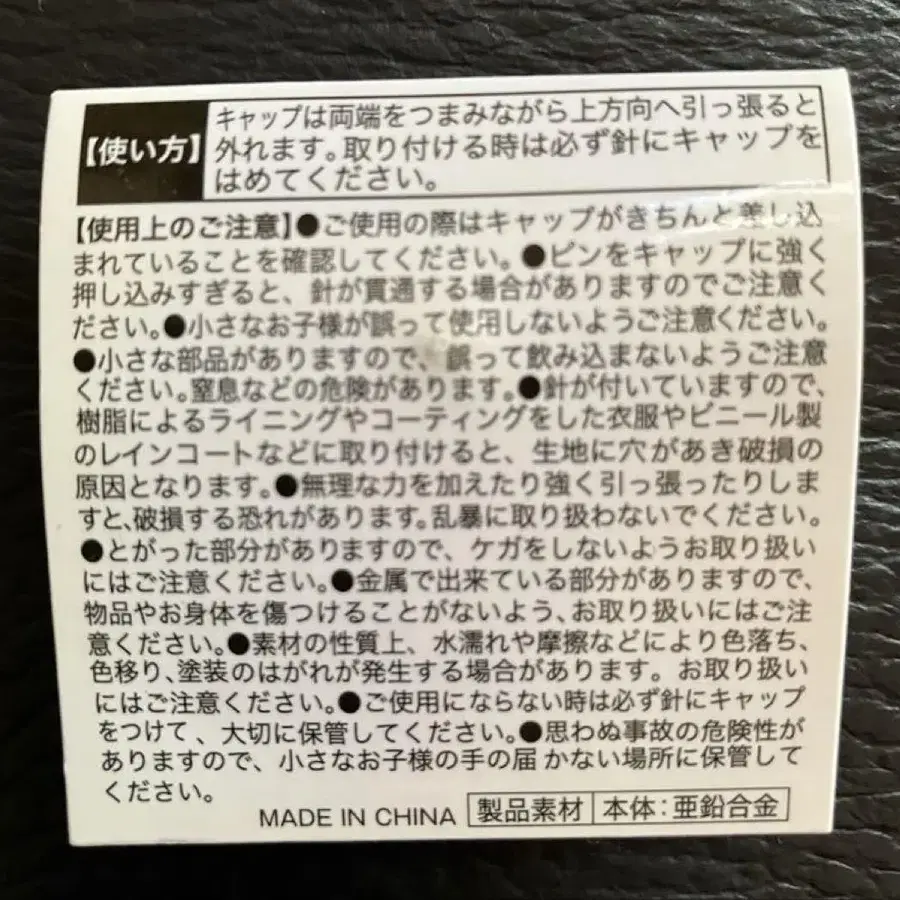 【使い方】
キャップは両端をつまみながら上方向へ引っ張ると
外れます。取り付ける時は必ず針にキャップを
はめてください。
【使用上のご注意】●ご使用の際はキャップがきちんと差し込
まれていることを確認してください。●ピンをキャップに強く
押し込みすぎると、針が貫通する場合がありますのでご注意く
ださい。●小さなお子様が誤って使用しないようご注意ください。
●小さな部品がありますので、誤って飲み込まないようご注意
ください。窒息などの危険があります。●針が付いていますので、
樹脂によるライニングやコーティングをした衣服やビニール製
のレインコートなどに取り付けると、生地に穴があき破損の
原因となります。●無理な力を加えたり強く引っ張ったりしま
すと、破損する恐れがあります。乱暴に取り扱わないでください。
●とがった部分がありますので、ケガをしないようお取り扱い
にはご注意ください。●金属で出来ている部分がありますので、
物品やお身体を傷つけることがないよう、お取り扱いにはご注
意ください。●素材の性質上、水濡れや摩擦などにより色落ち、
色移り、塗装のはがれが発生する場合があります。お取り扱い
にはご注意ください。●ご使用にならない時は必ず針にキャップ
をつけて、大切に保管してください。●思わぬ事故の危険性が
ありますので、小さなお子様の手の届かない場所に保管して
ください。
MADE IN CHINA 製品素材 本体：亜鉛合金